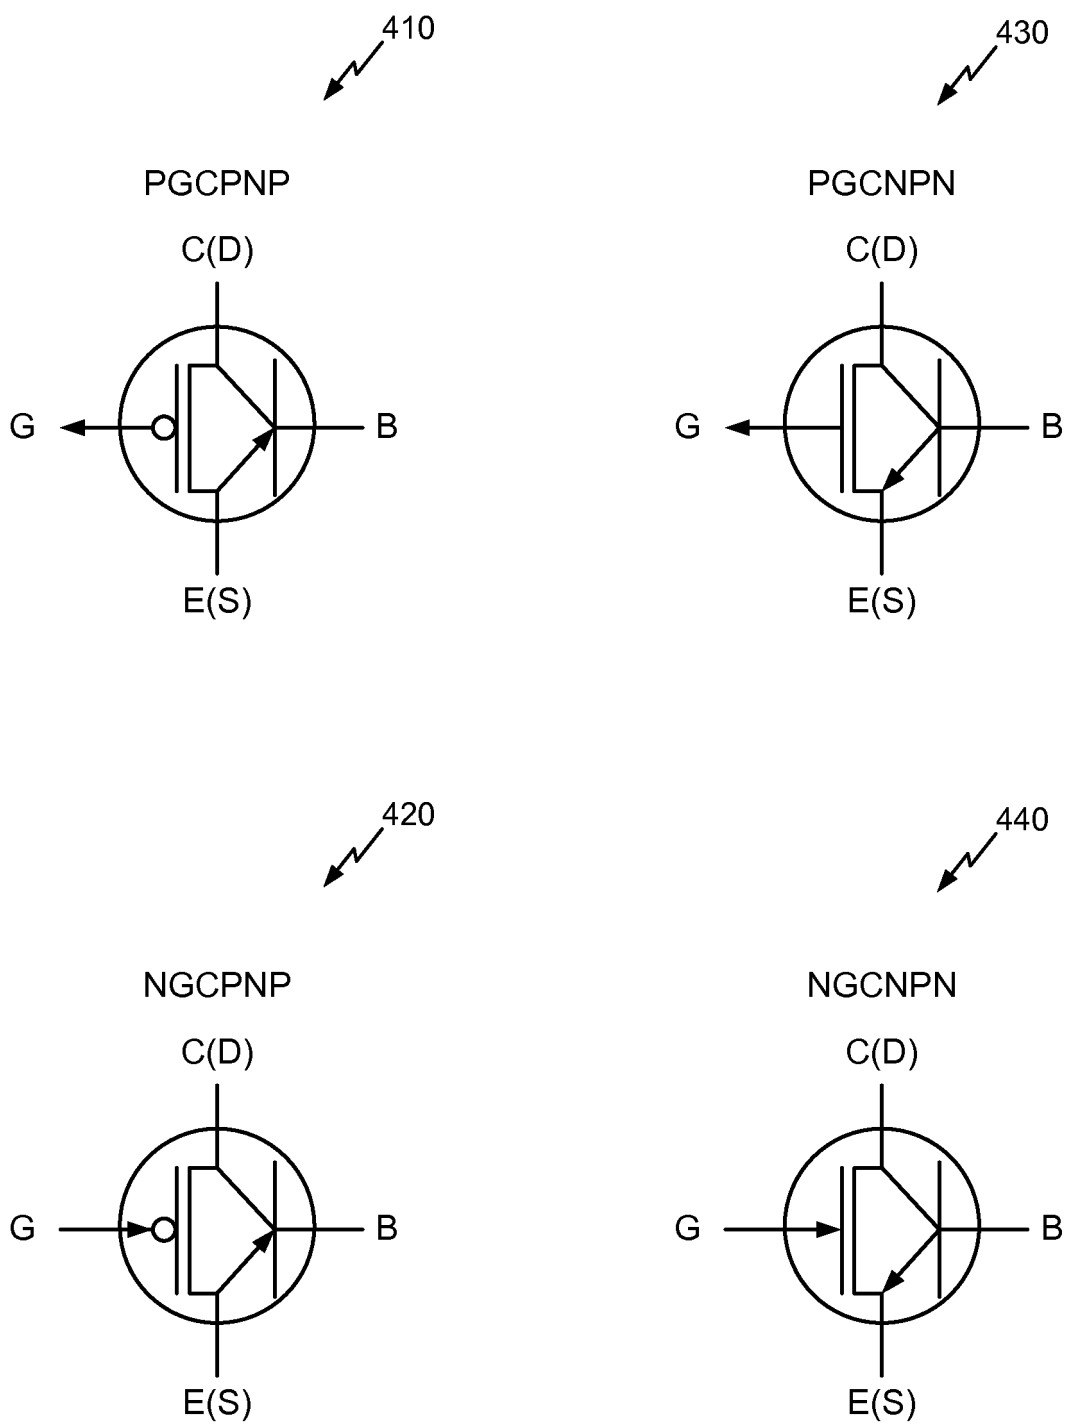 410
PGCPNP
C(D)
G
B
E(S)
430
PGCNPN
C(D)
G
B
E(S)
420
NGCPNP
C(D)
G
B
E(S)
440
NGCNPN
C(D)
G
B
E(S)